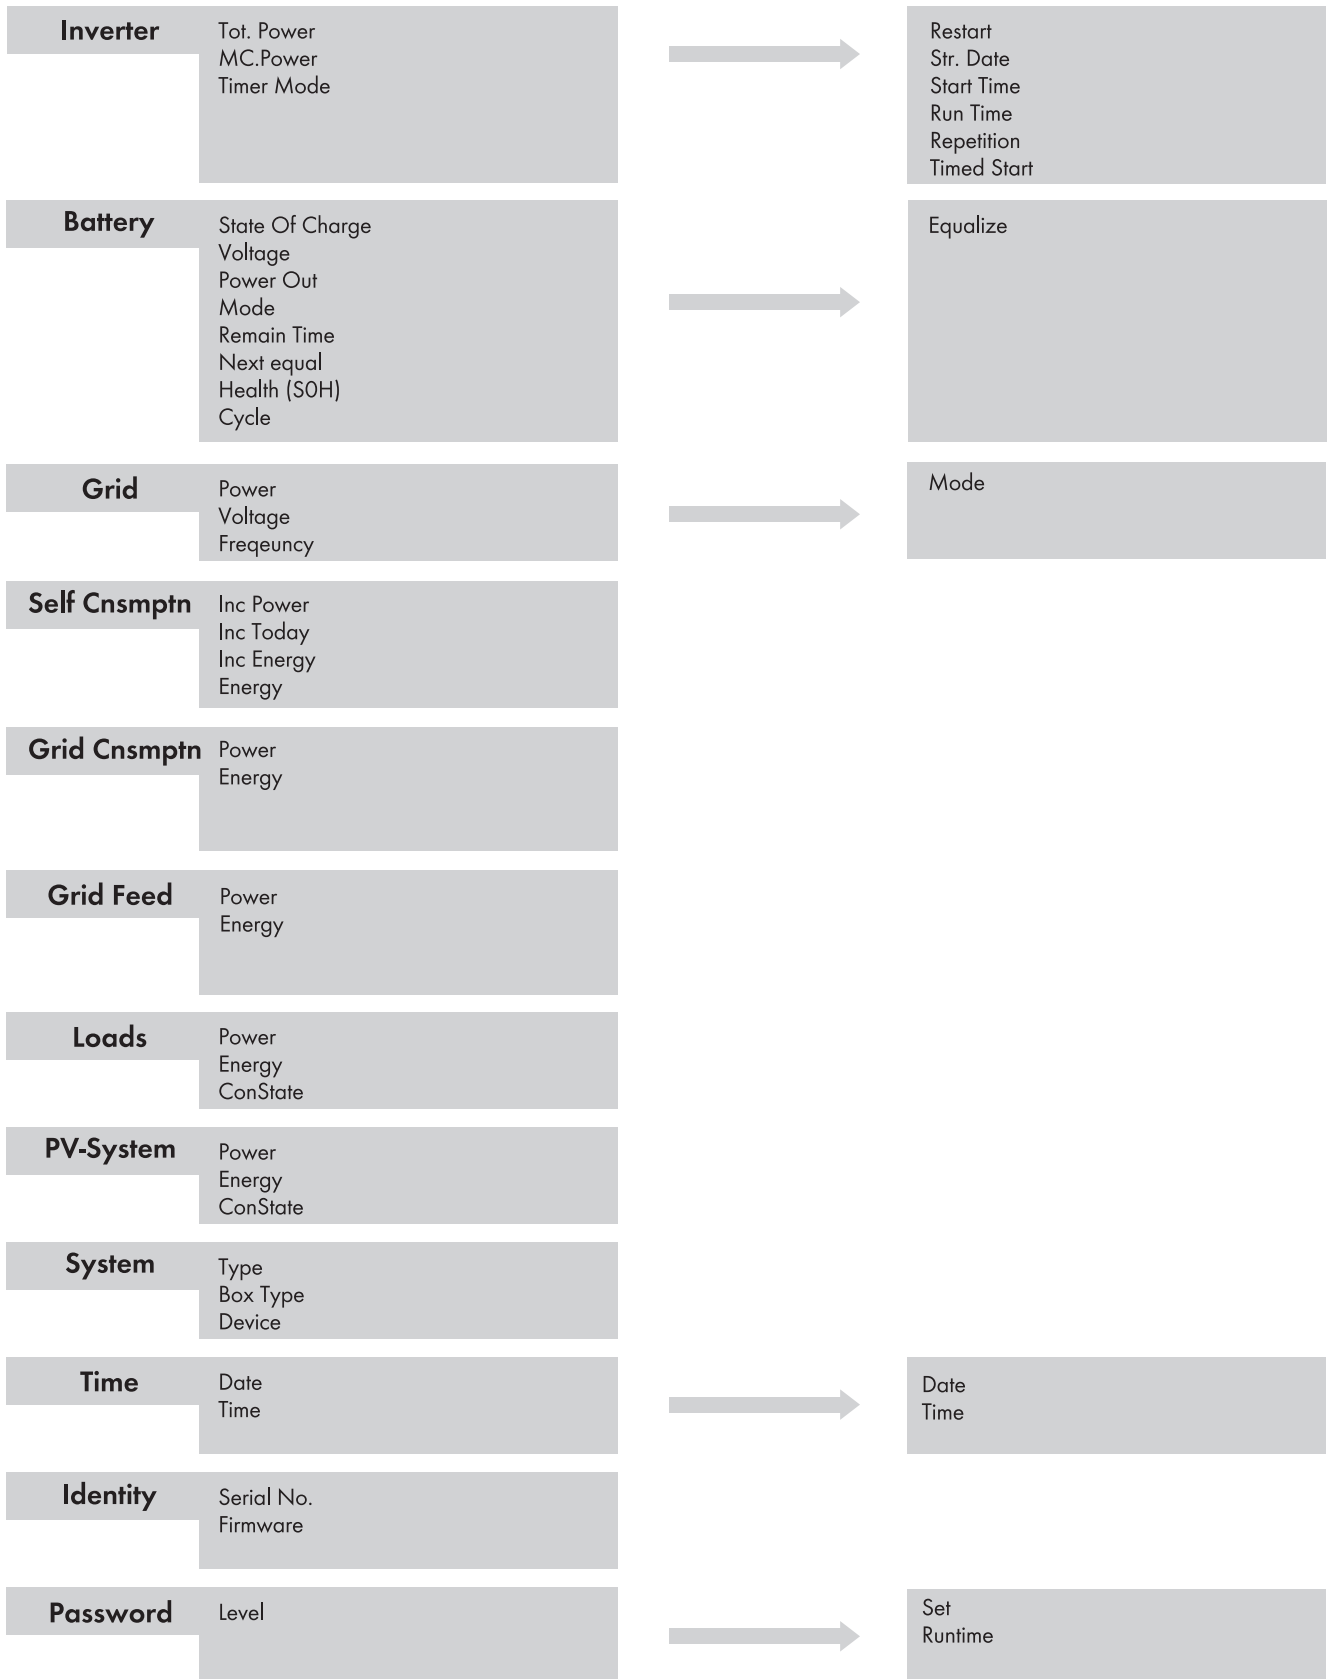 Inverter
Tot. Power
MC.Power
Timer Mode
Restart
Str. Date
Start Time
Run Time
Repetition
Timed Start
Battery
State Of Charge
Voltage
Power Out
Mode
Remain Time
Next equal
Health (S0H)
Cycle
Equalize
Grid
Power
Voltage
Freqeuncy
Mode
Self Cnsmptn
Inc Power
Inc Today
Inc Energy
Energy
Grid Cnsmptn
Power
Energy
Grid Feed
Power
Energy
Loads
Power
Energy
ConState
PV-System
Power
Energy
ConState
System
Type
Box Type
Device
Time
Date
Time
Date
Time
Identity
Serial No.
Firmware
Password
Level
Set
Runtime